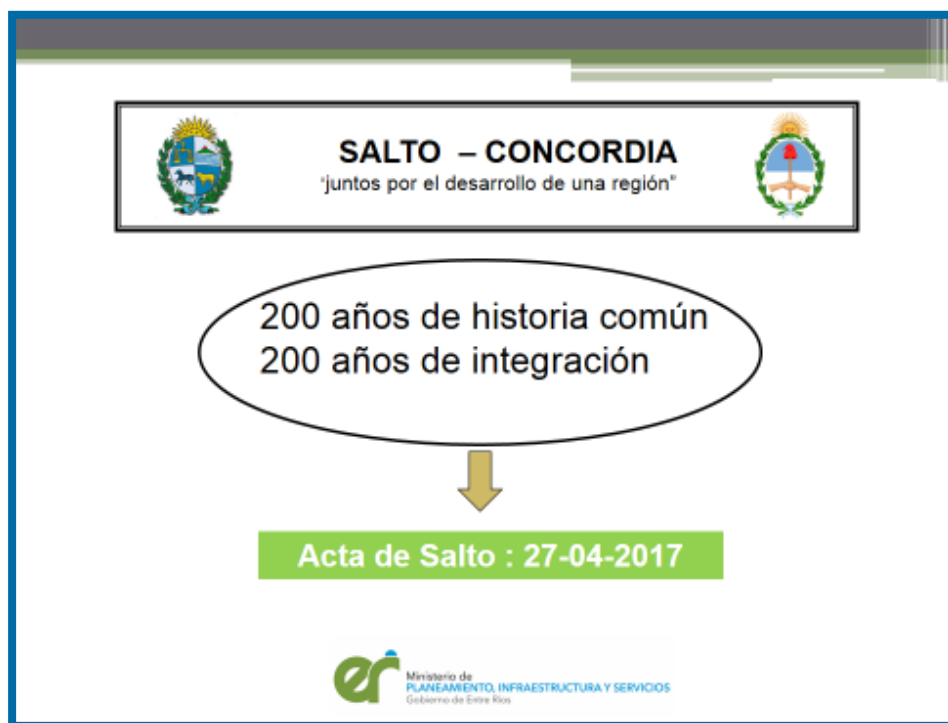 SALTO – CONCORDIA
"juntos por el desarrollo de una región"
200 años de historia común
200 años de integración
Acta de Salto : 27-04-2017
er
Ministerio de
PLANEAMIENTO, INFRAESTRUCTURA Y SERVICIOS
Gobierno de Entre Ríos